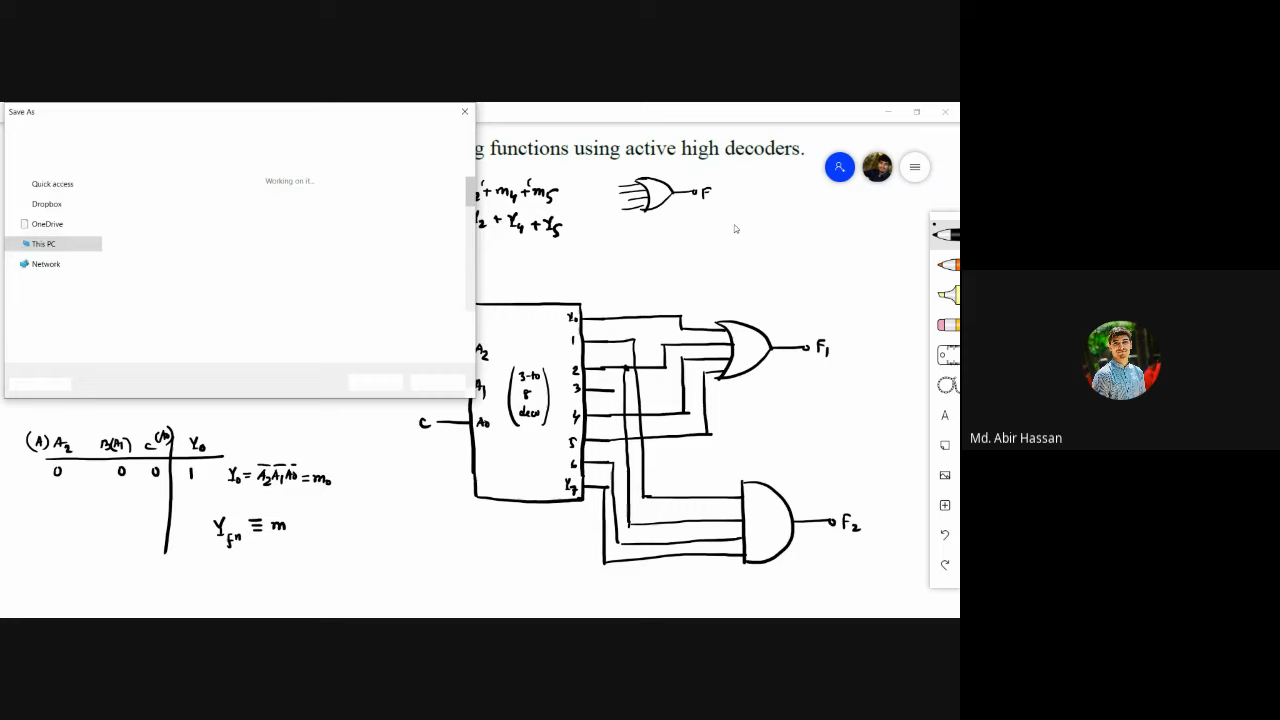 Save As
g functions using active high decoders.
Working on it...
Quick access
Dropbox
OneDrive
This PC
Network
+ m4 + m5
F
Y2 + Y4 + Y5
Y0
1
2
3
4
5
6
Y7
A2
A1
A0
C
(3-to 8 deco)
F1
F2
(A) A2 B(A1) C(A0) Y0
0 0 0 1
Y0 = A̅2A̅1A̅0 = m0
Yfn ≡ m
A
Md. Abir Hassan